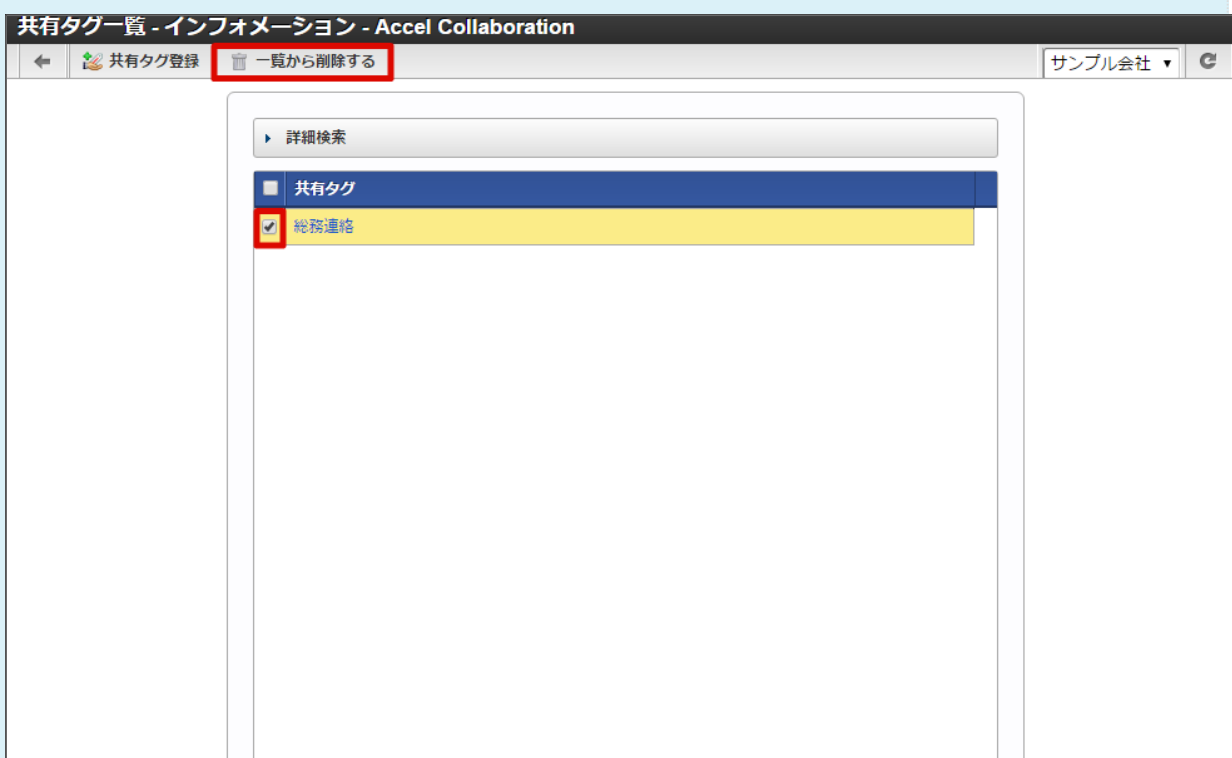 共有タグ一覧 - インフォメーション - Accel Collaboration
共有タグ登録 一覧から削除する サンプル会社
詳細検索
共有タグ
総務連絡